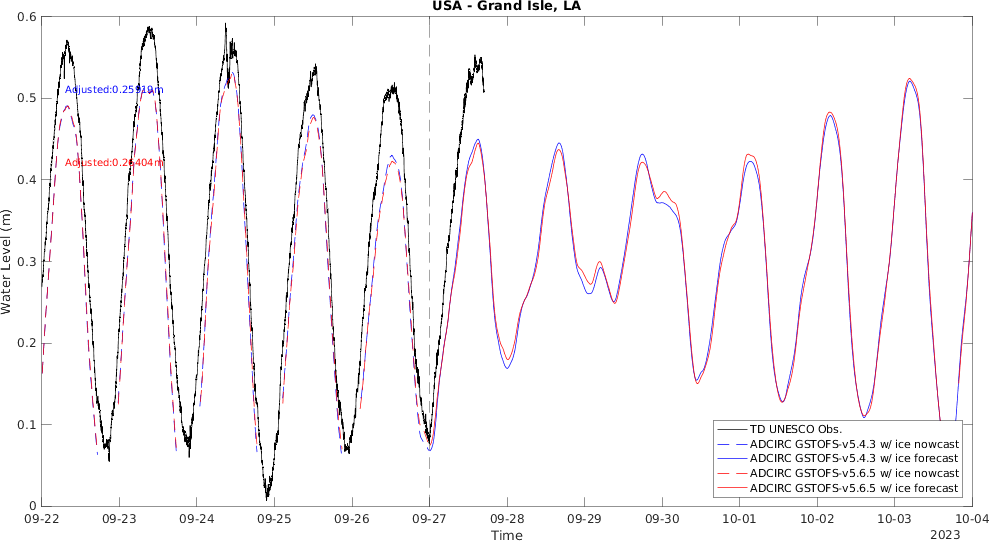 USA - Grand Isle, LA
0.6
0.5
0.4
0.3
0.2
0.1
0
Water Level (m)
Adjusted:0.25919m
Adjusted:0.26404m
TD UNESCO Obs.
ADCIRC GSTOFS-v5.4.3 w/ ice nowcast
ADCIRC GSTOFS-v5.4.3 w/ ice forecast
ADCIRC GSTOFS-v5.6.5 w/ ice nowcast
ADCIRC GSTOFS-v5.6.5 w/ ice forecast
09-22 09-23 09-24 09-25 09-26 09-27 09-28 09-29 09-30 10-01 10-02 10-03 10-04
Time 2023